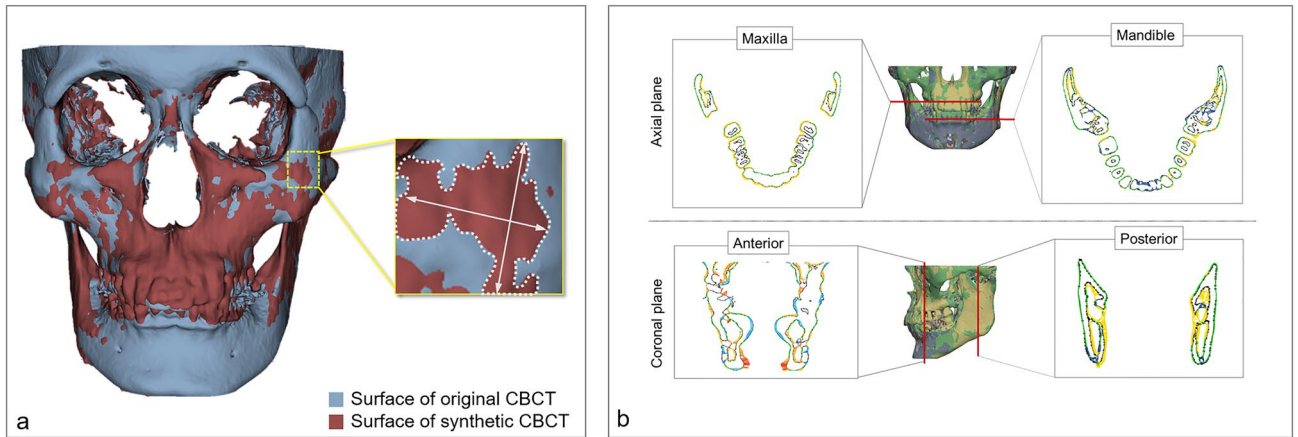 Surface of original CBCT
Surface of synthetic CBCT
a
Axial plane
Maxilla
Mandible
Coronal plane
Anterior
Posterior
b